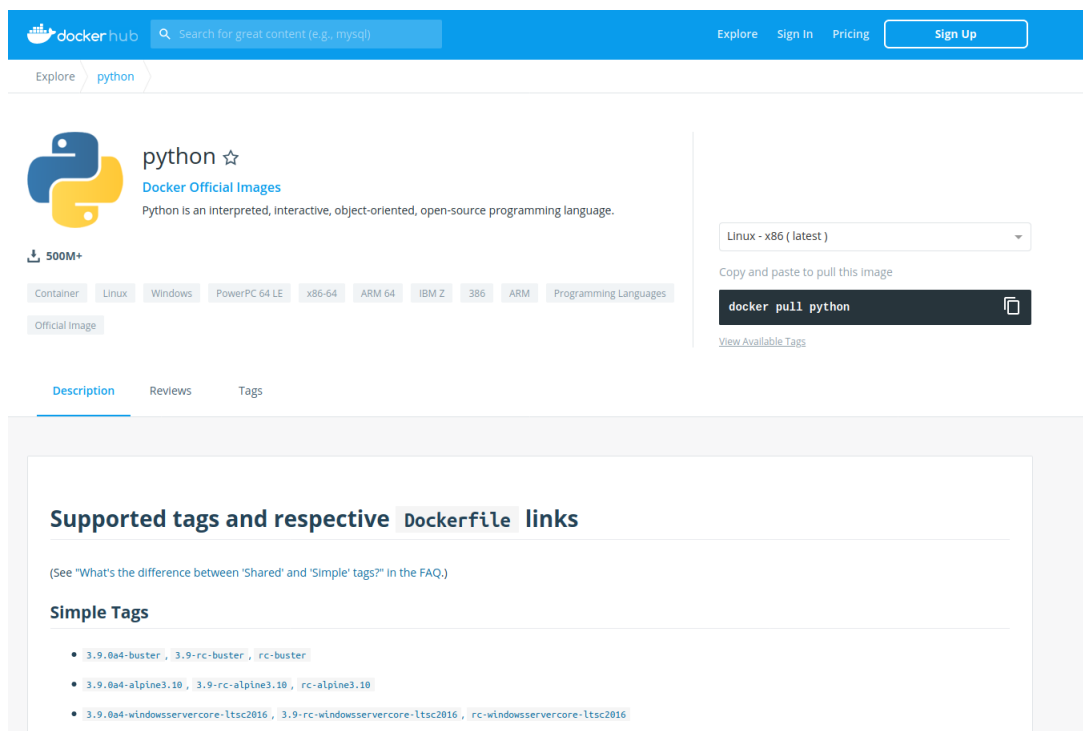 dockerhub Search for great content (e.g., mysql) Explore Sign In Pricing Sign Up
Explore python
python
Docker Official Images
Python is an interpreted, interactive, object-oriented, open-source programming language.
500M+
Container Linux Windows PowerPC 64 LE x86-64 ARM 64 IBM Z 386 ARM Programming Languages
Official Image
Linux - x86 ( latest )
Copy and paste to pull this image
docker pull python
View Available Tags
Description Reviews Tags
Supported tags and respective Dockerfile links
(See "What's the difference between 'Shared' and 'Simple' tags?" in the FAQ.)
Simple Tags
3.9.0a4-buster , 3.9-rc-buster , rc-buster
3.9.0a4-alpine3.10 , 3.9-rc-alpine3.10 , rc-alpine3.10
3.9.0a4-windowsservercore-ltsc2016 , 3.9-rc-windowsservercore-ltsc2016 , rc-windowsservercore-ltsc2016